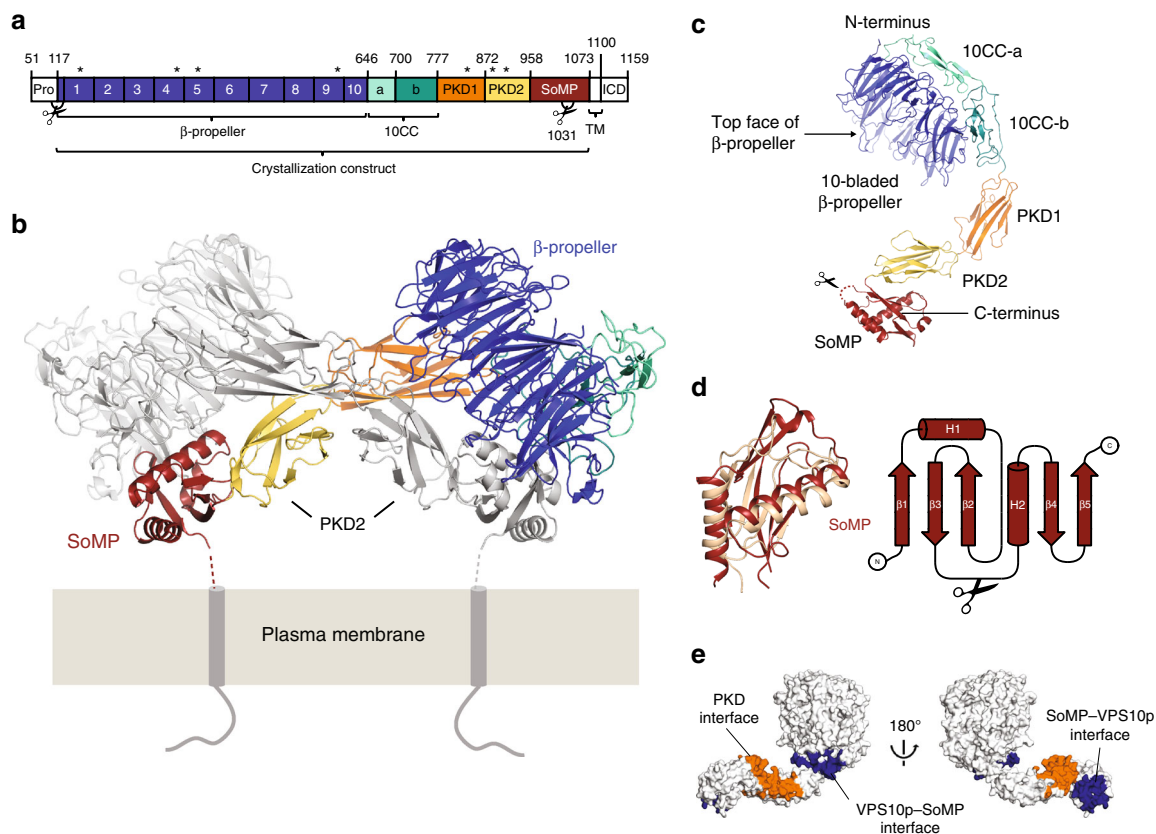 a
51 117 646 700 777 872 958 1073 1100 1159
* * * * * * *
Pro 1 2 3 4 5 6 7 8 9 10 a b PKD1 PKD2 SoMP ICD
β-propeller 10CC 1031 TM
Crystallization construct
b
β-propeller
PKD2
SoMP
Plasma membrane
c
N-terminus
10CC-a
10CC-b
Top face of
β-propeller
10-bladed
β-propeller
PKD1
PKD2
C-terminus
SoMP
d
SoMP
H1
β1 β3 β2 H2 β4 β5
N
C
e
PKD
interface
180°
SoMP–VPS10p
interface
VPS10p–SoMP
interface